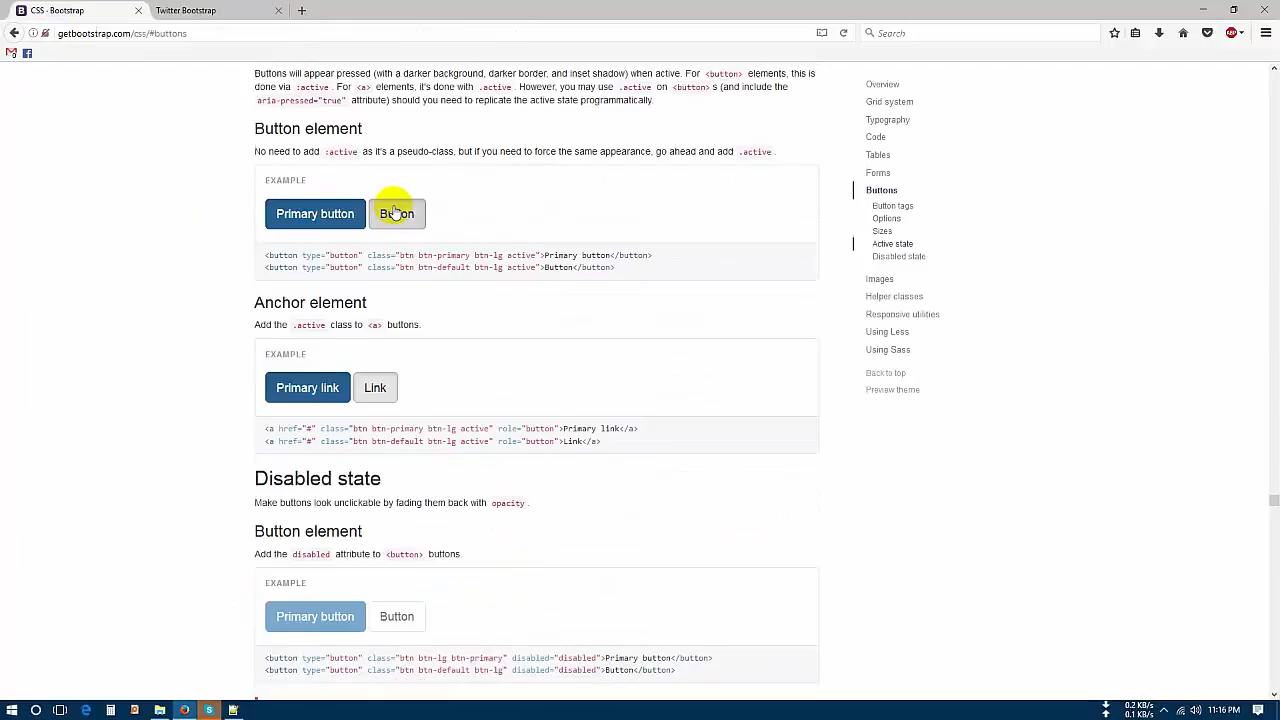 CSS · Bootstrap
Twitter Bootstrap
getbootstrap.com/css/#buttons
Search
Buttons will appear pressed (with a darker background, darker border, and inset shadow) when active. For <button> elements, this is
done via :active. For <a> elements, it's done with .active. However, you may use .active on <button>s (and include the
aria-pressed="true" attribute) should you need to replicate the active state programmatically.
Button element
No need to add :active as it's a pseudo-class, but if you need to force the same appearance, go ahead and add .active.
EXAMPLE
Primary button Button
<button type="button" class="btn btn-primary btn-lg active">Primary button</button>
<button type="button" class="btn btn-default btn-lg active">Button</button>
Anchor element
Add the .active class to <a> buttons.
EXAMPLE
Primary link Link
<a href="#" class="btn btn-primary btn-lg active" role="button">Primary link</a>
<a href="#" class="btn btn-default btn-lg active" role="button">Link</a>
Disabled state
Make buttons look unclickable by fading them back with opacity.
Button element
Add the disabled attribute to <button> buttons.
EXAMPLE
Primary button Button
<button type="button" class="btn btn-lg btn-primary" disabled="disabled">Primary button</button>
<button type="button" class="btn btn-default btn-lg" disabled="disabled">Button</button>
Overview
Grid system
Typography
Code
Tables
Forms
Buttons
Button tags
Options
Sizes
Active state
Disabled state
Images
Helper classes
Responsive utilities
Using Less
Using Sass
Back to top
Preview theme
0.2 KB/s
0.1 KB/s
11:16 PM